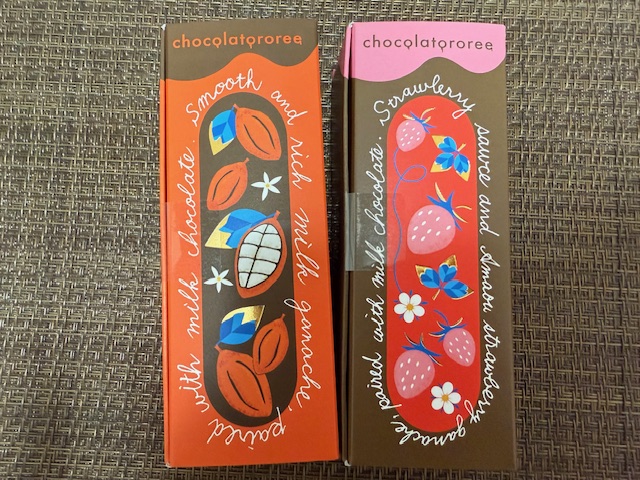 chocolatororee
Smooth and rich milk ganache, paired with milk chocolate.
chocolatororee
Strawberry sauce and Amaou strawberry ganache, paired with milk chocolate.